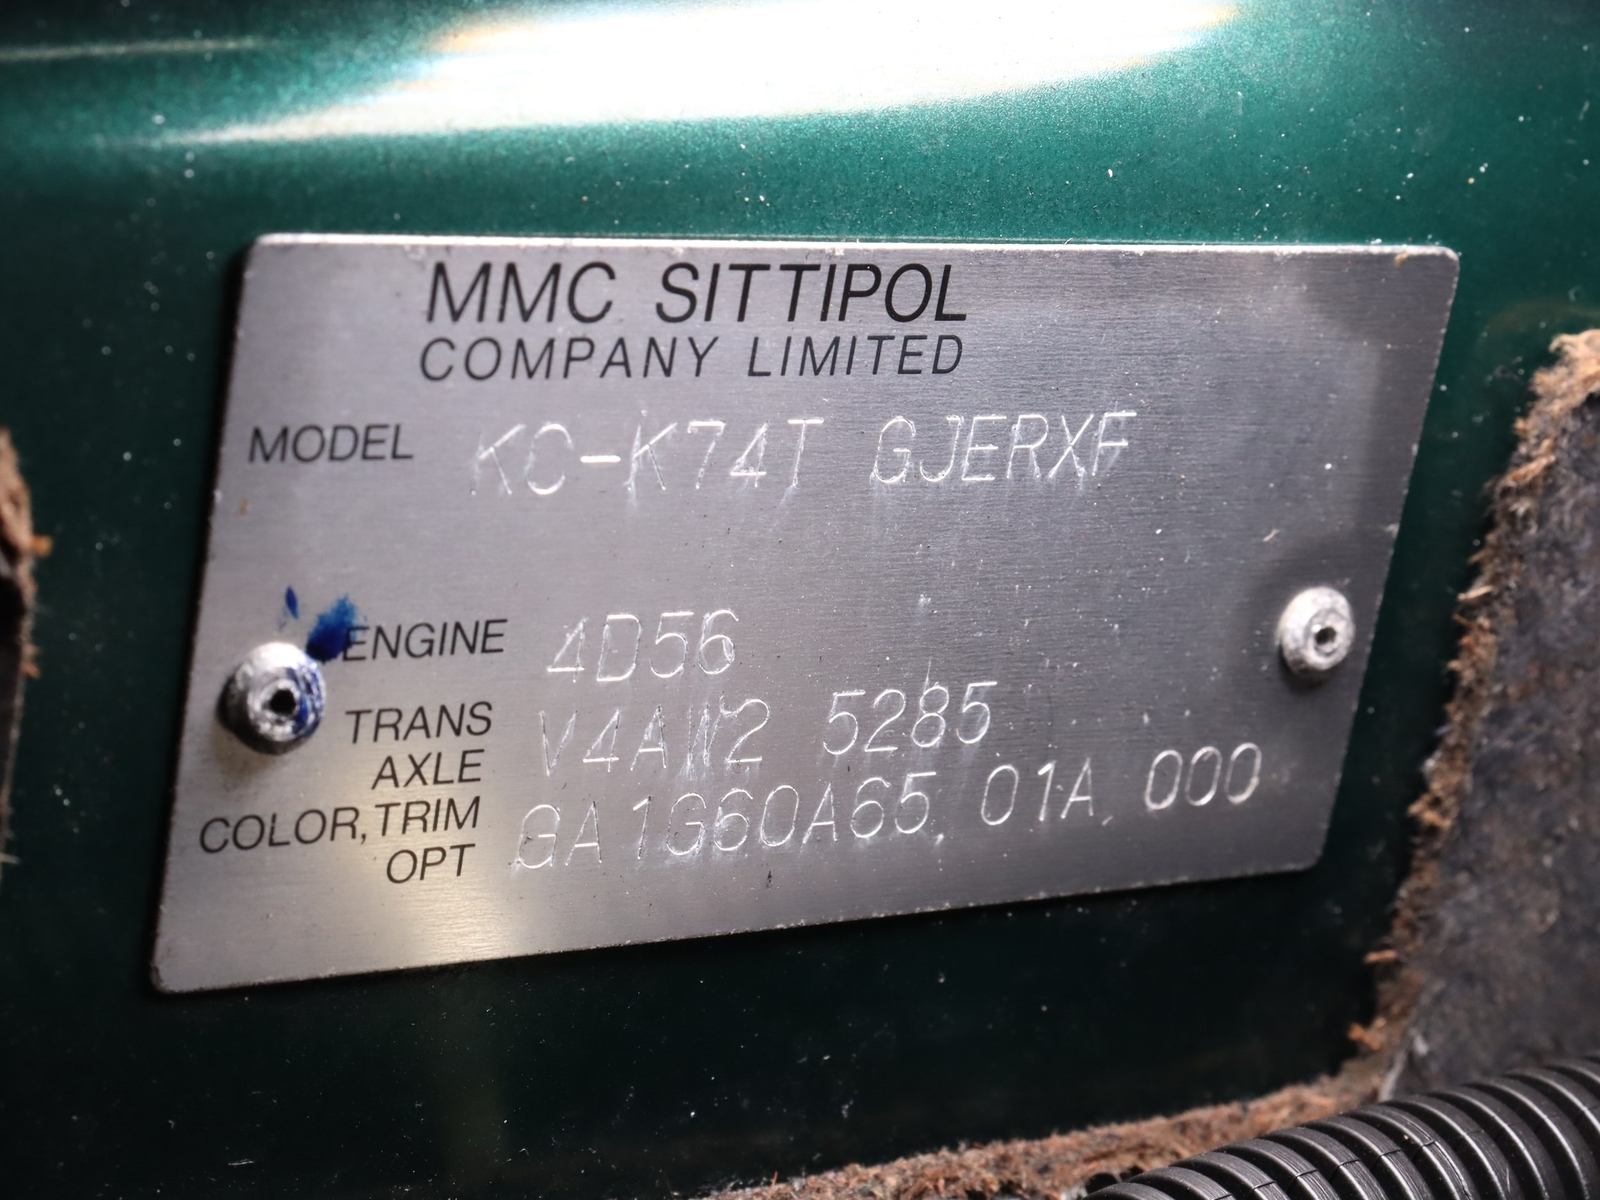 MMC SITTIPOL
COMPANY LIMITED
MODEL KC-K74T GJERXF
ENGINE 4D56
TRANS V4AW2 5285
AXLE
COLOR,TRIM GA1G60A65 01A 000
OPT